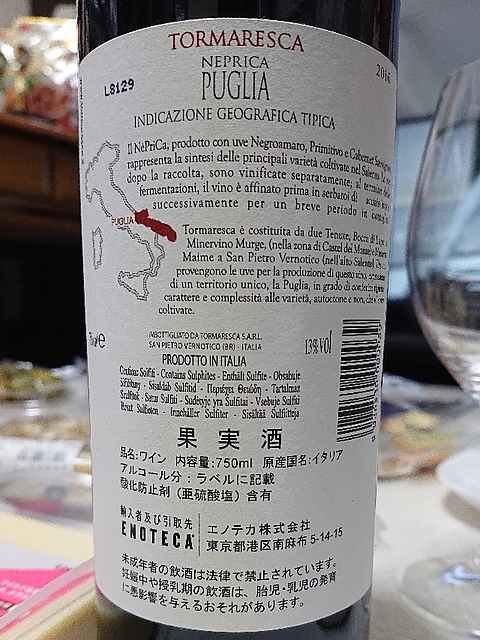 TORMARESCA
NEPRICA
2016
PUGLIA
L8129
INDICAZIONE GEOGRAFICA TIPICA
Il NePriCa, prodotto con uve Negroamaro, Primitivo e Cabernet Sauvignon,
rappresenta la sintesi delle principali varietà coltivate nel Salento. 
dopo la raccolta, sono vinificate separatamente; al termine delle
fermentazioni, il vino è affinato prima in serbatoi di acciaio
successivamente per un breve periodo in
PUGLIA
Tormaresca è costituita da due Tenute, Bocca di Lupo a
Minervino Murge, (nella zona di Castel del Monte) e
Maime a San Pietro Vernotico (nell'alto Salento).
provengono le uve per la produzione di questo vino,
di un territorio unico, la Puglia, in grado di conferire
carattere e complessità alle varietà, autoctone e non, che
coltivate.
IMBOTTIGLIATO DA TORMARESCA S.A.R.L.
SAN PIETRO VERNOTICO (BR) - ITALIA
13%vol
PRODOTTO IN ITALIA
Contiene Solfiti - Contains Sulphites - Enthält Sulfite - Obsahuje
Siřičitany - Sisaldab Sulfitid - Περιέχει Θειώδη - Tartalmaz
Szulfitok - Satur Sulfīti - Sudėtyje yra Sulfitai - Vsebuje Sulfiti
Sulfieten - Innehåller Sulfiter - Sisältää Sulfiitteja
果実酒
品名:ワイン 内容量:750ml 原産国名:イタリア
アルコール分:ラベルに記載
酸化防止剤(亜硫酸塩)含有
輸入者及び引取先
ENOTECA
エノテカ株式会社
東京都港区南麻布 5-14-15
未成年者の飲酒は法律で禁止されています。
妊娠中や授乳期の飲酒は、胎児・乳児の発育
に悪影響を与えるおそれがあります。